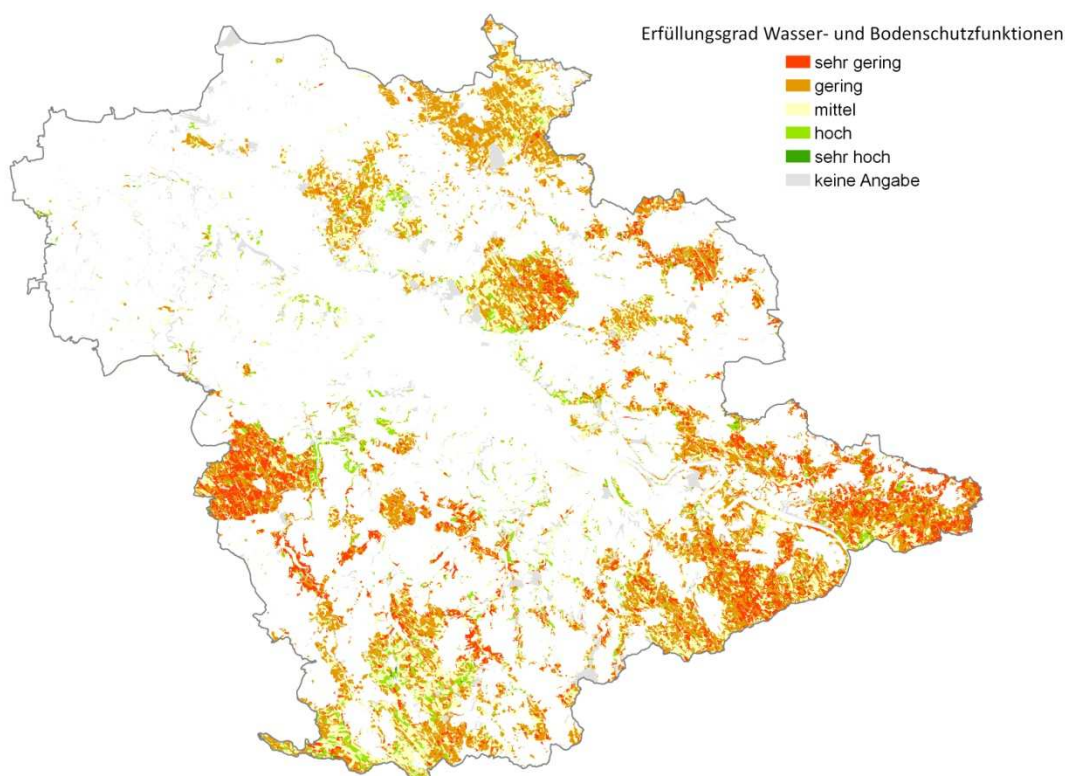 Erfüllungsgrad Wasser- und Bodenschutzfunktionen
sehr gering
gering
mittel
hoch
sehr hoch
keine Angabe